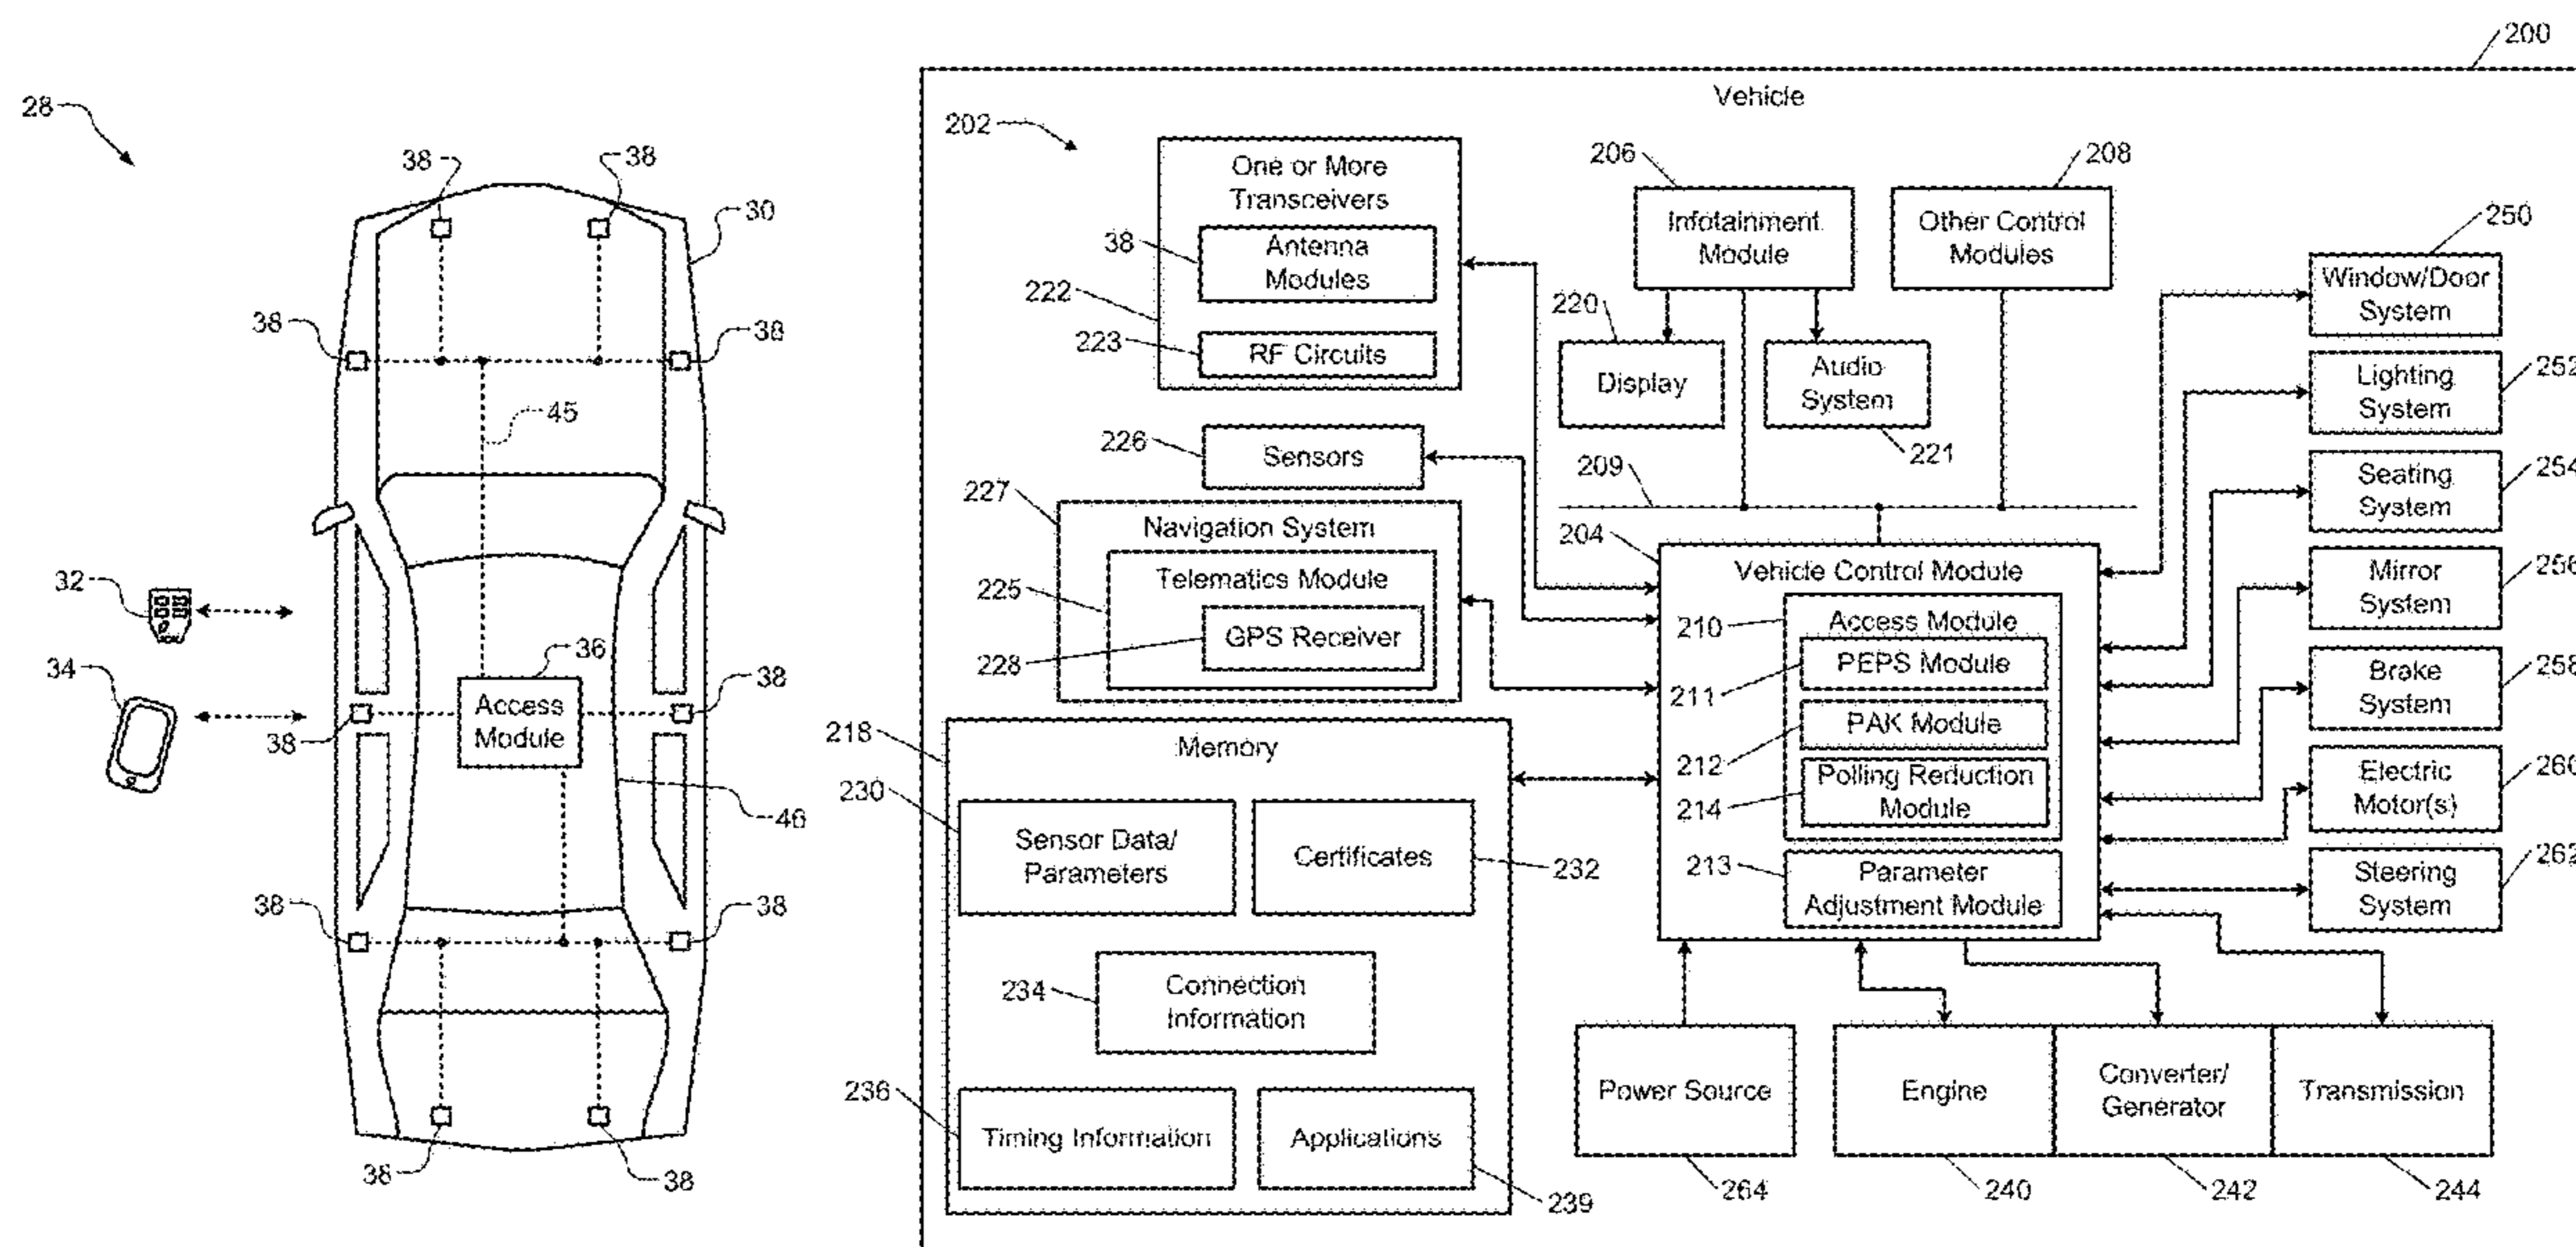 28
38
38
30
38
38
45
32
34
36
Access
Module
38
38
46
38
38
38
38
200
Vehicle
202
One or More
Transceivers
38
Antenna
Modules
222
223
RF Circuits
206
Infotainment
Module
208
Other Control
Modules
220
Display
Audio
System
221
226
Sensors
209
227
Navigation System
225
Telematics Module
228
GPS Receiver
204
Vehicle Control Module
210
Access Module
211
PEPS Module
212
PAK Module
214
Polling Reduction
Module
213
Parameter
Adjustment Module
250
Window/Door
System
252
Lighting
System
254
Seating
System
256
Mirror
System
258
Brake
System
260
Electric
Motor(s)
262
Steering
System
218
Memory
230
Sensor Data/
Parameters
Certificates
232
234
Connection
Information
236
Timing Information
Applications
239
Power Source
264
Engine
240
Converter/
Generator
242
Transmission
244